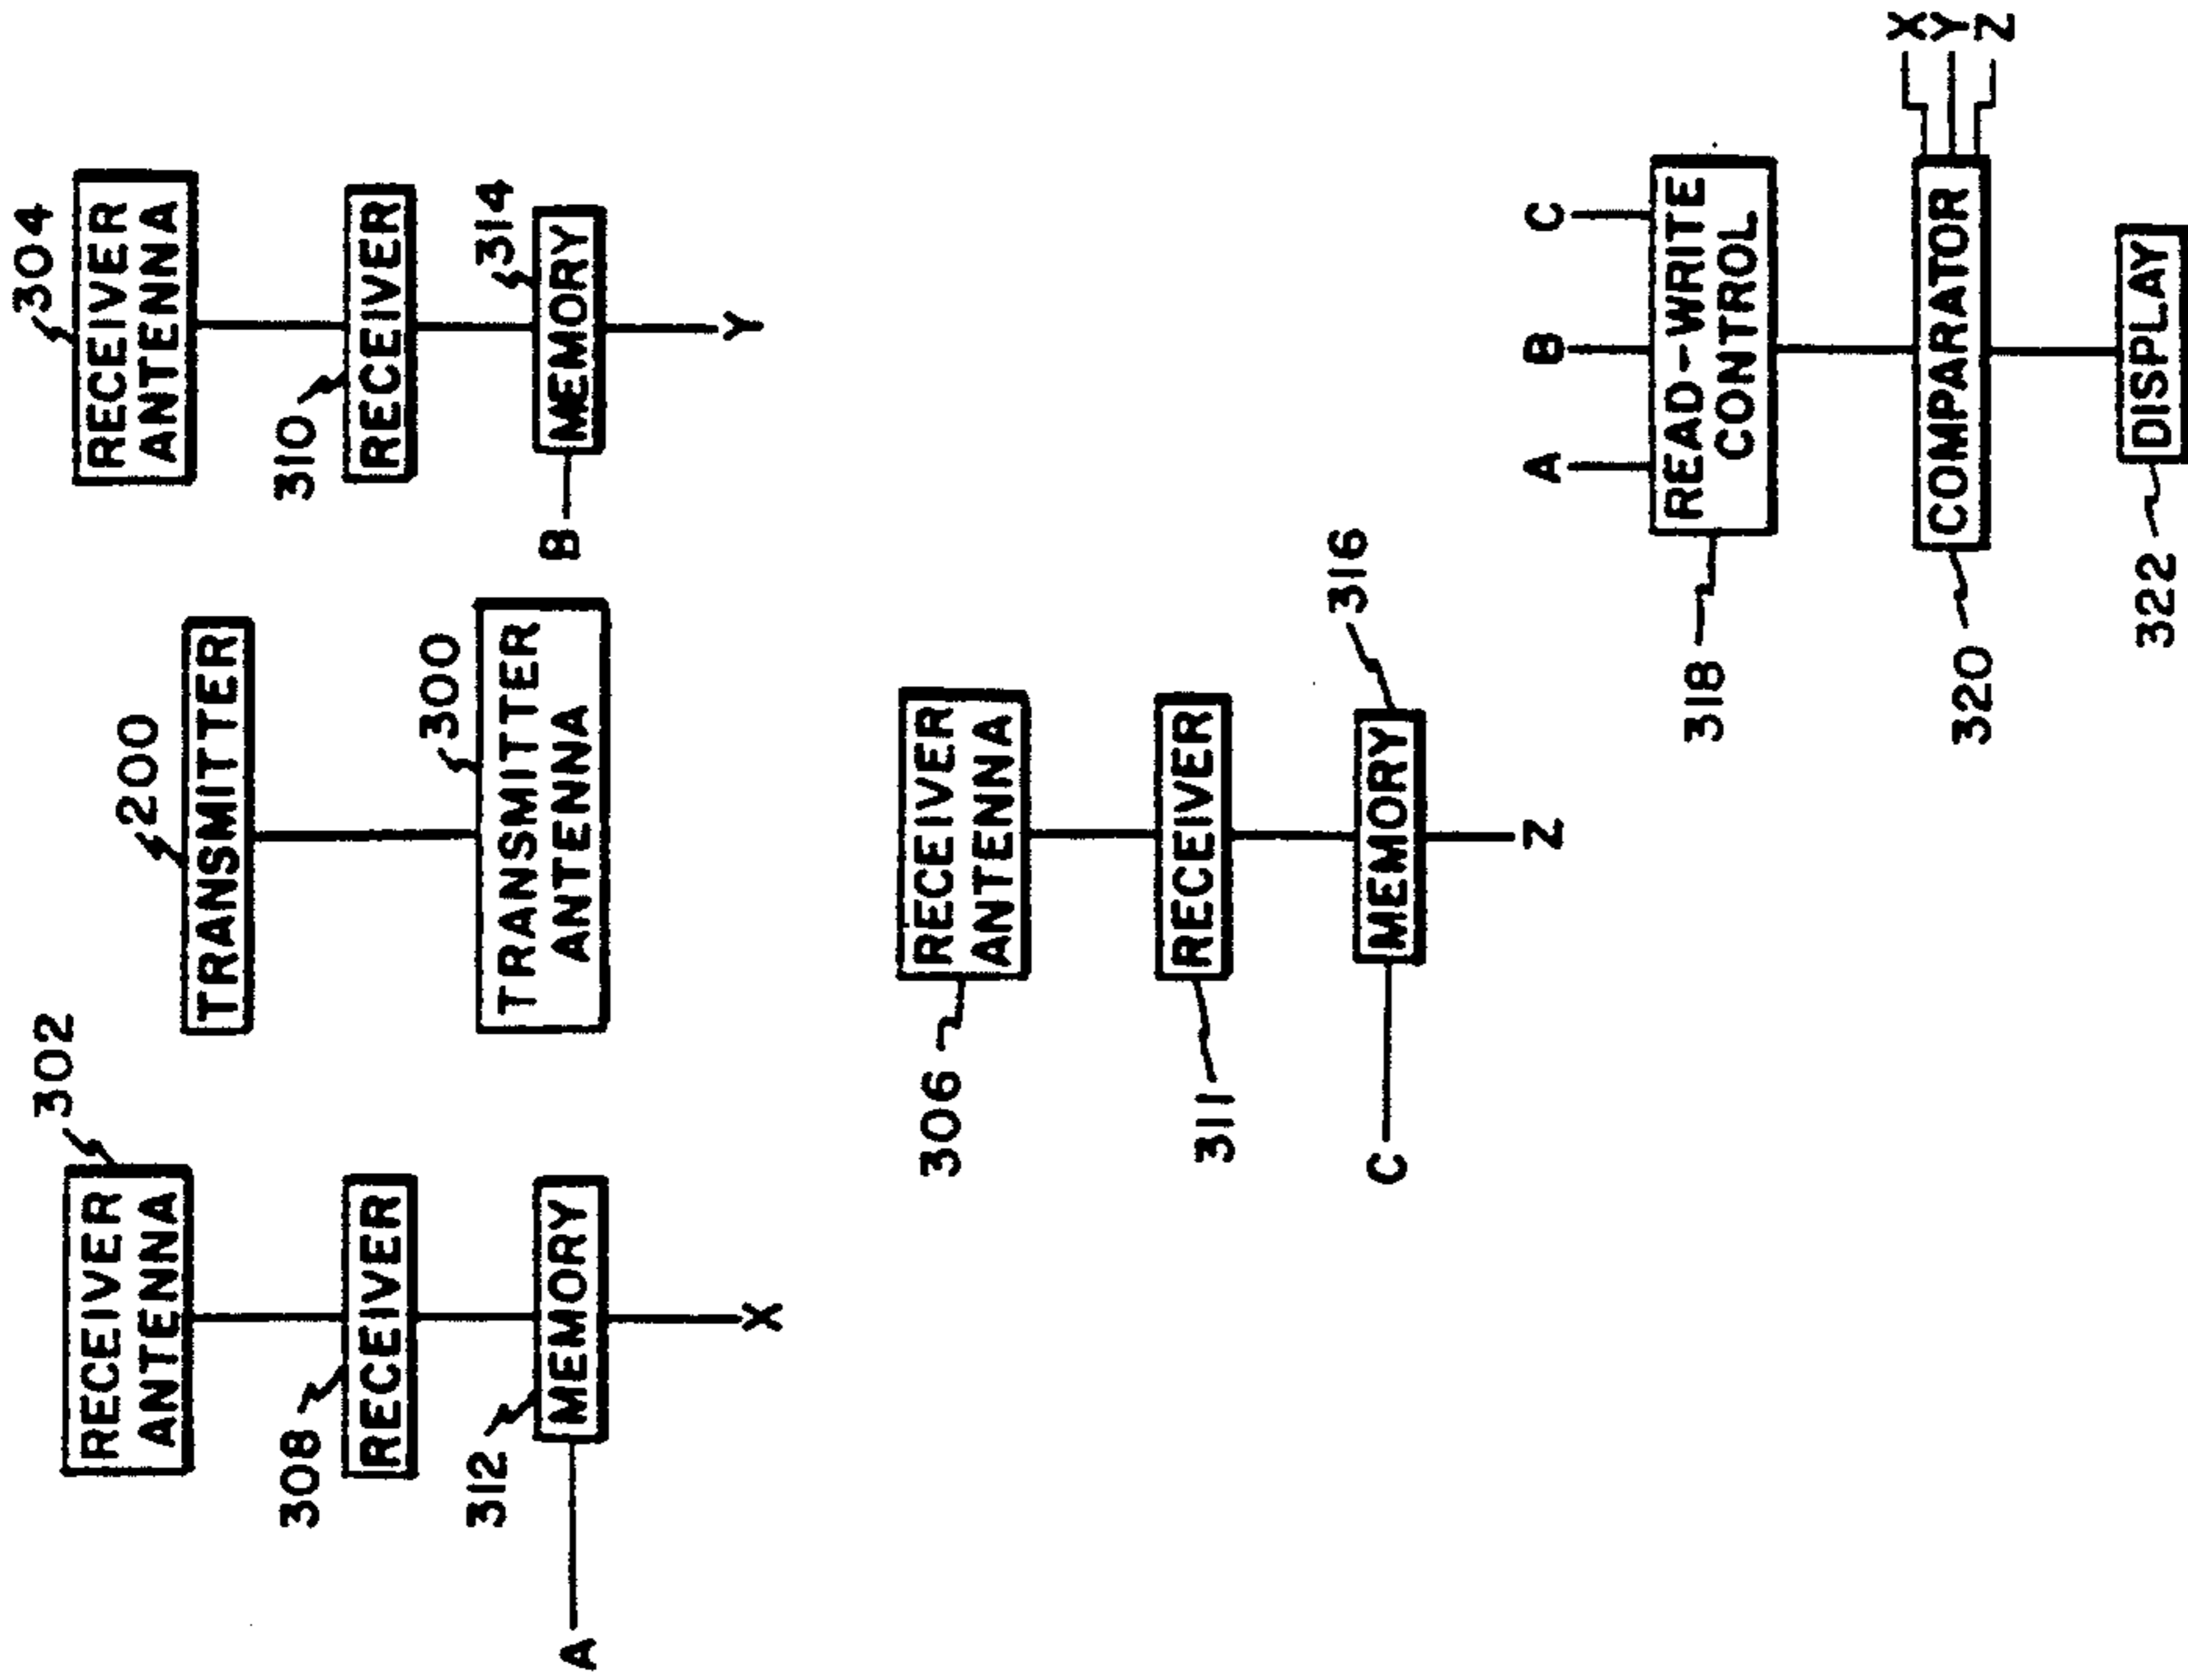 302
RECEIVER
ANTENNA
308
RECEIVER
312
MEMORY
A
X
200
TRANSMITTER
300
TRANSMITTER
ANTENNA
304
RECEIVER
ANTENNA
310
RECEIVER
314
MEMORY
B
Y
306
RECEIVER
ANTENNA
311
RECEIVER
316
MEMORY
C
Z
A
B
C
318
READ-WRITE
CONTROL
320
COMPARATOR
X
Y
Z
322
DISPLAY